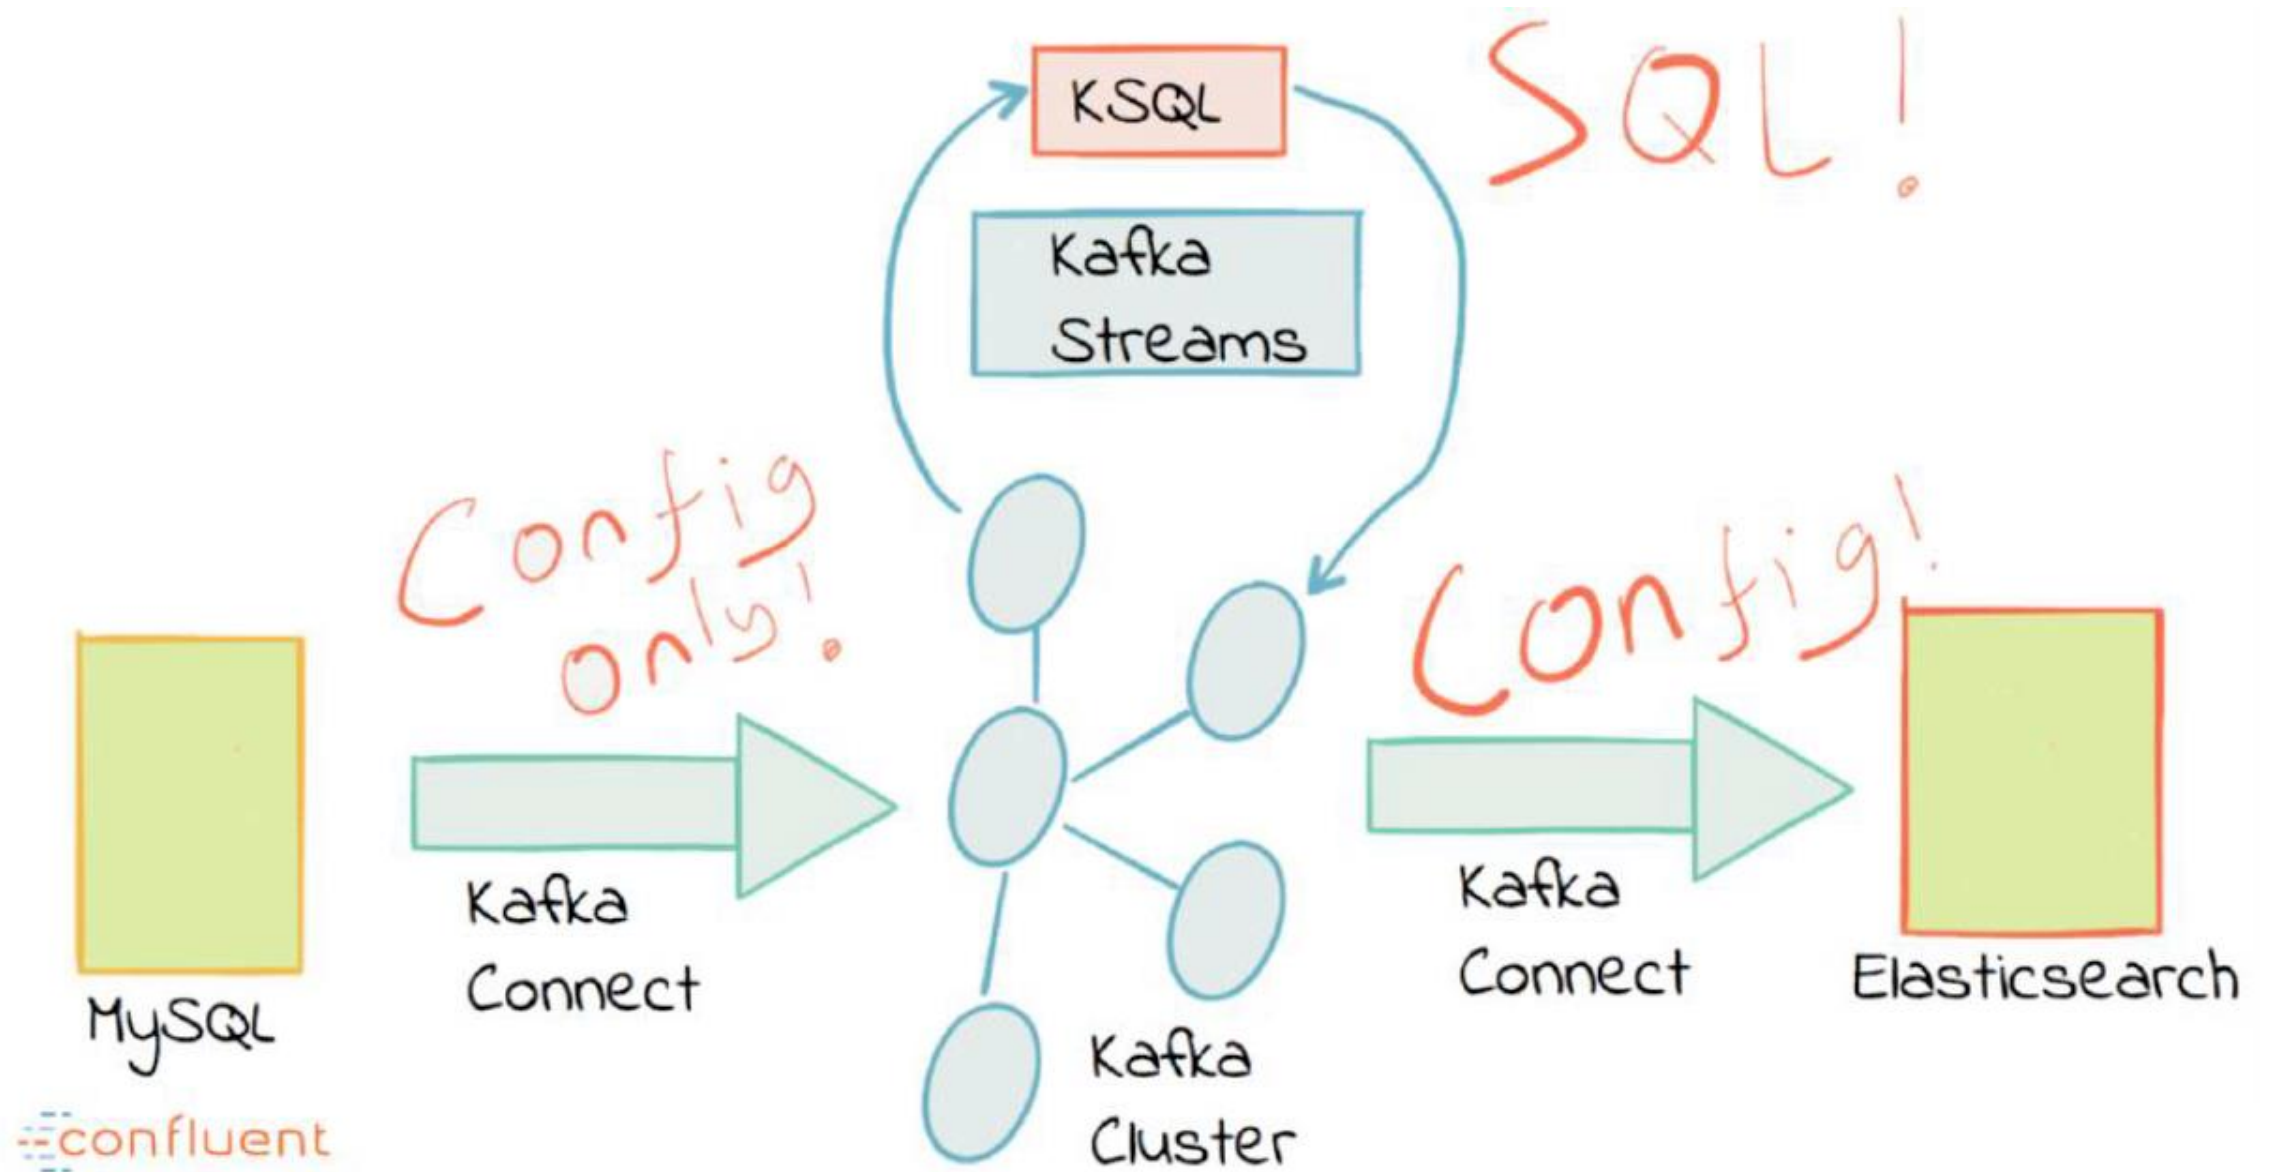 KSQL
SQL!
Kafka
Streams
Config
only!
Config!
Kafka
Connect
Kafka
Connect
MySQL
Elasticsearch
Kafka
Cluster
confluent